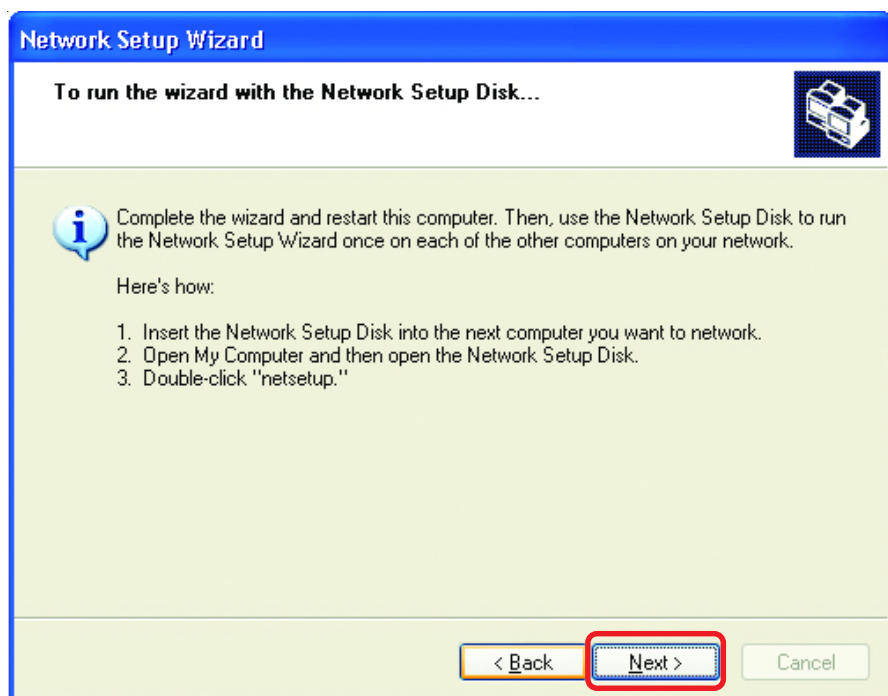 Network Setup Wizard
To run the wizard with the Network Setup Disk...
Complete the wizard and restart this computer. Then, use the Network Setup Disk to run
the Network Setup Wizard once on each of the other computers on your network.
Here's how:
1. Insert the Network Setup Disk into the next computer you want to network.
2. Open My Computer and then open the Network Setup Disk.
3. Double-click "netsetup."
< Back
Next >
Cancel